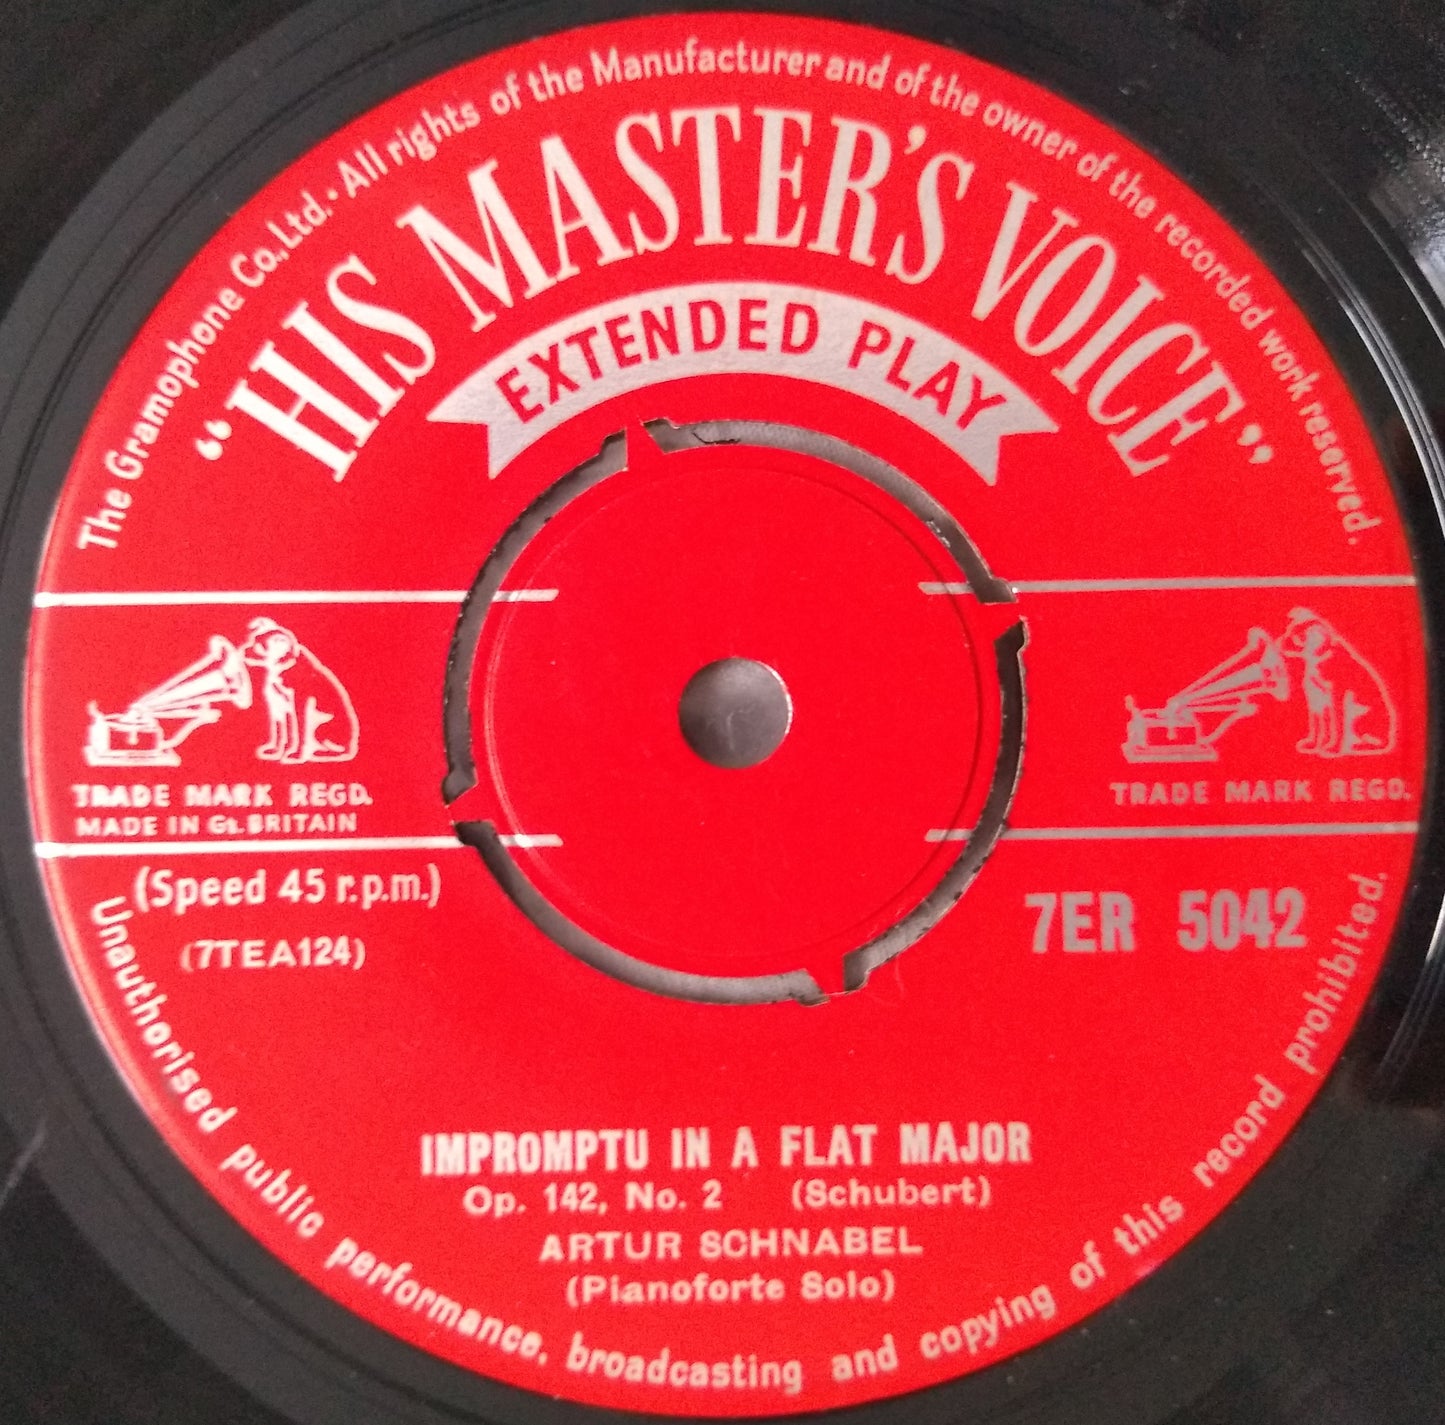 The Gramophone Co., Ltd. · All rights of the Manufacturer and of the owner of the recorded work reserved.
“HIS MASTER'S VOICE”
EXTENDED PLAY
TRADE MARK REGD.
MADE IN GT. BRITAIN
TRADE MARK REGD.
(Speed 45 r.p.m.)
7ER 5042
(7TEA124)
IMPROMPTU IN A FLAT MAJOR
Op. 142, No. 2 (Schubert)
ARTUR SCHNABEL
(Pianoforte Solo)
Unauthorised public performance, broadcasting and copying of this record prohibited.